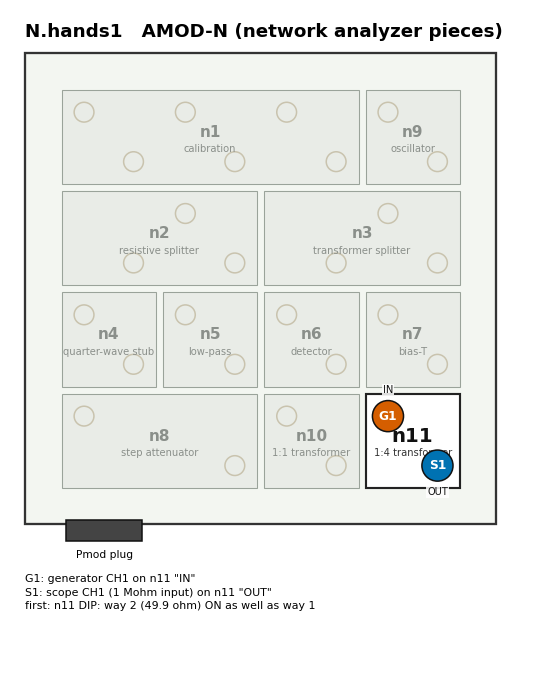 N.hands1 AMOD-N (network analyzer pieces)
n1
calibration
n9
oscillator
n2
resistive splitter
n3
transformer splitter
n4
quarter-wave stub
n5
low-pass
n6
detector
n7
bias-T
IN
G1
n8
step attenuator
n10
1:1 transformer
n11
1:4 transformer
S1
OUT
Pmod plug
G1: generator CH1 on n11 "IN"
S1: scope CH1 (1 Mohm input) on n11 "OUT"
first: n11 DIP: way 2 (49.9 ohm) ON as well as way 1